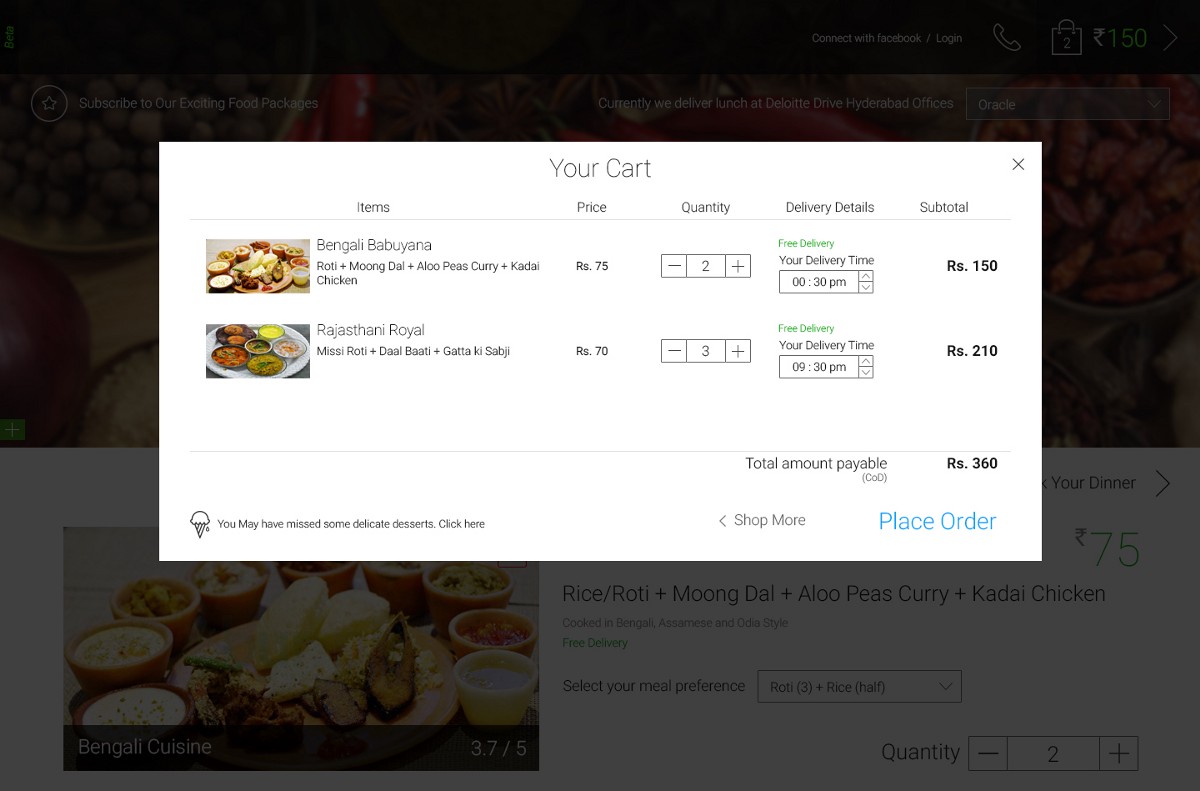 Beta
Connect with facebook / Login
2
₹150
Subscribe to Our Exciting Food Packages
Currently we deliver lunch at Deloitte Drive Hyderabad Offices
Oracle
Your Cart
Items Price Quantity Delivery Details Subtotal
Bengali Babuyana
Roti + Moong Dal + Aloo Peas Curry + Kadai
Chicken
Rs. 75
2
Free Delivery
Your Delivery Time
00 : 30 pm
Rs. 150
Rajasthani Royal
Missi Roti + Daal Baati + Gatta ki Sabji
Rs. 70
3
Free Delivery
Your Delivery Time
09 : 30 pm
Rs. 210
Total amount payable Rs. 360
(CoD)
You May have missed some delicate desserts. Click here
Shop More
Place Order
Your Dinner
₹75
Rice/Roti + Moong Dal + Aloo Peas Curry + Kadai Chicken
Cooked in Bengali, Assamese and Odia Style
Free Delivery
Select your meal preference
Roti (3) + Rice (half)
Bengali Cuisine 3.7 / 5
Quantity
2